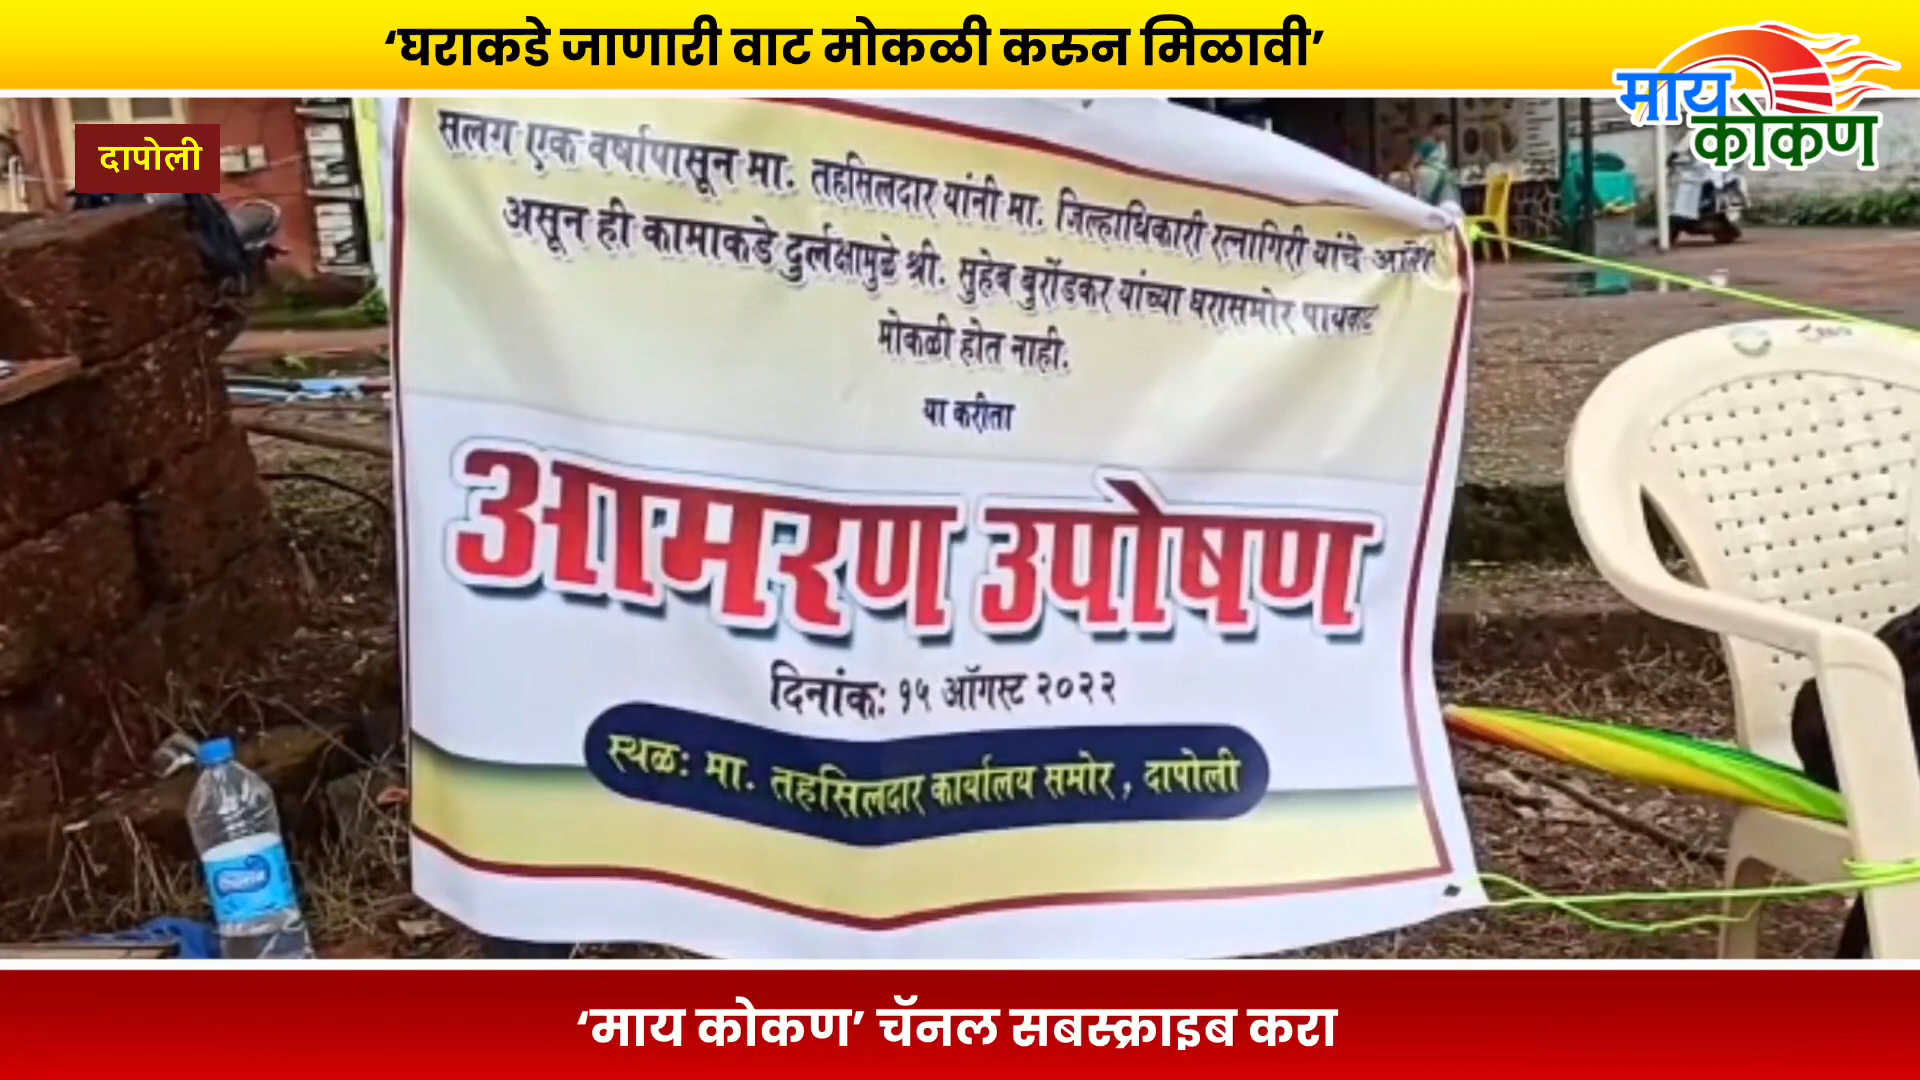 ‘घराकडे जाणारी वाट मोकळी करुन मिळावी’
माय
कोकण
दापोली
सलग एक वर्षापासून मा. तहसिलदार यांनी मा. जिल्हाधिकारी रत्नागिरी यांचे
असून ही कामाकडे दुर्लक्षामुळे श्री. सुहेब बुरोंडकर यांच्या घरासमोर पायवाट
मोकळी होत नाही.
या करीता
आमरण उपोषण
दिनांक: १५ ऑगस्ट २०२२
स्थळ: मा. तहसिलदार कार्यालय समोर, दापोली
‘माय कोकण’ चॅनल सबस्क्राइब करा